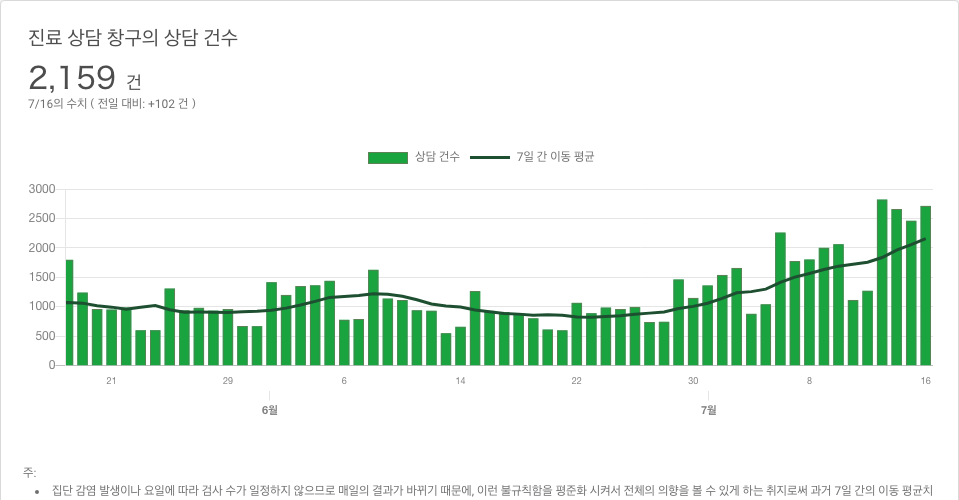 진료 상담 창구의 상담 건수
2,159 건
7/16의 수치 ( 전일 대비: +102 건 )
상담 건수 7일 간 이동 평균
3000
2500
2000
1500
1000
500
0
21 29 6 14 22 30 8 16
6월 7월
주:
• 집단 감염 발생이나 요일에 따라 검사 수가 일정하지 않으므로 매일의 결과가 바뀌기 때문에, 이런 불규칙함을 평준화 시켜서 전체의 의향을 볼 수 있게 하는 취지로써 과거 7일 간의 이동 평균치